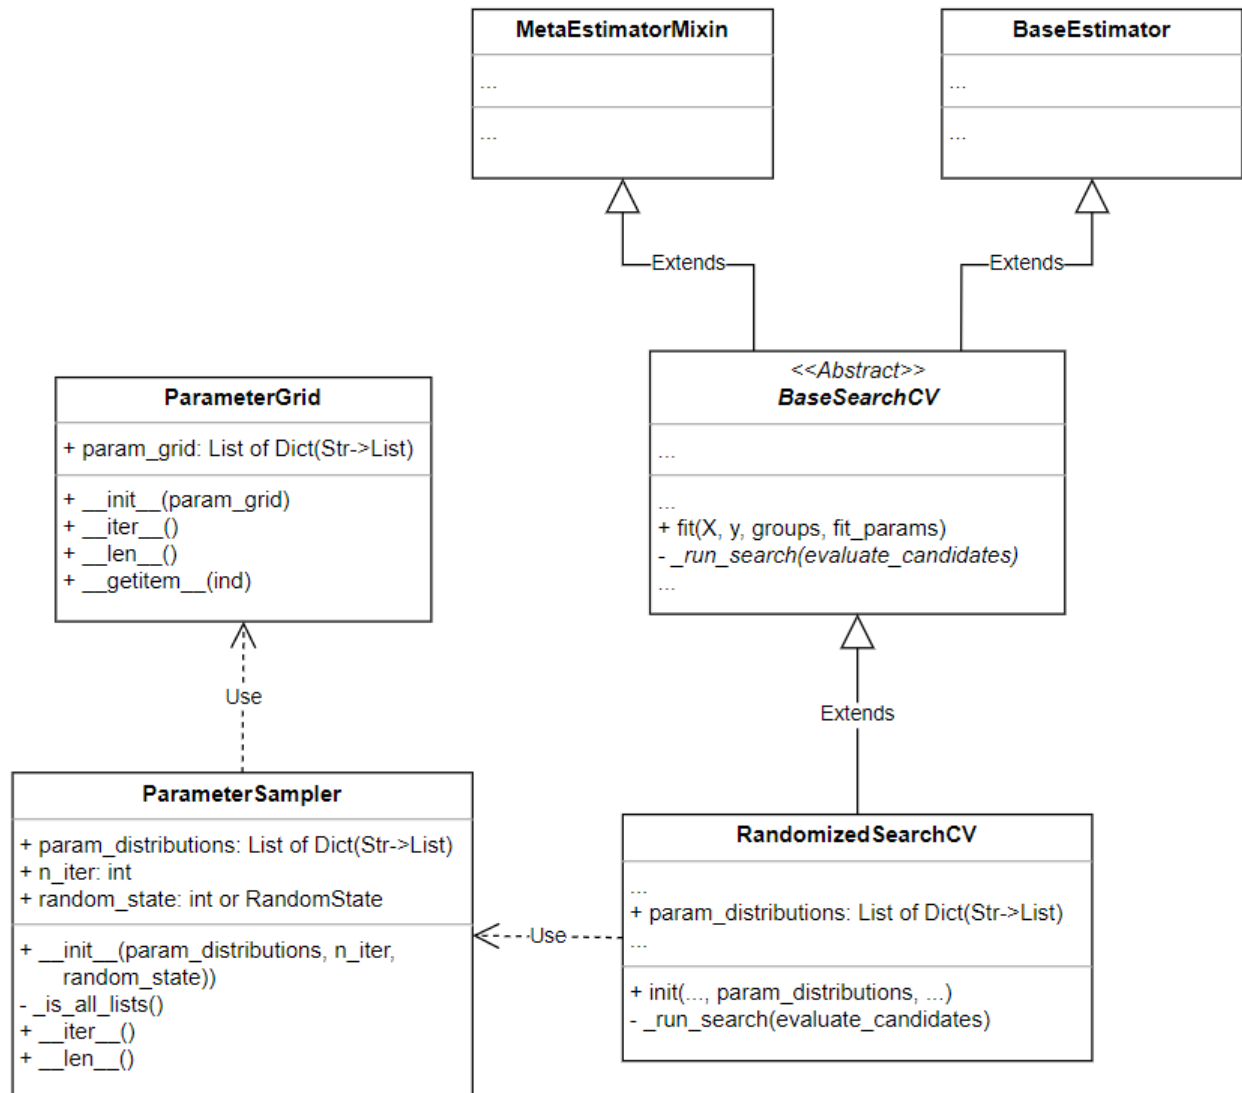 MetaEstimatorMixin
...
...
BaseEstimator
...
...
Extends
Extends
<<Abstract>>
BaseSearchCV
...
...
+ fit(X, y, groups, fit_params)
- _run_search(evaluate_candidates)
...
ParameterGrid
+ param_grid: List of Dict(Str->List)
+ __init__(param_grid)
+ __iter__()
+ __len__()
+ __getitem__(ind)
Use
Extends
ParameterSampler
+ param_distributions: List of Dict(Str->List)
+ n_iter: int
+ random_state: int or RandomState
+ __init__(param_distributions, n_iter,
random_state))
- _is_all_lists()
+ __iter__()
+ __len__()
Use
RandomizedSearchCV
...
+ param_distributions: List of Dict(Str->List)
...
+ init(..., param_distributions, ...)
- _run_search(evaluate_candidates)